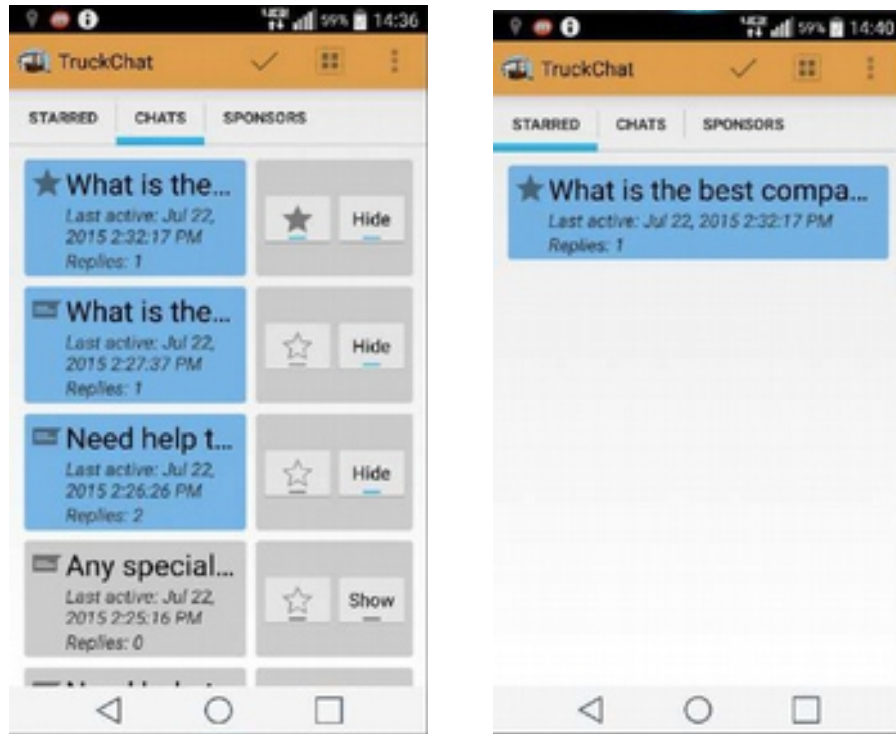 59% 14:36
TruckChat
STARRED CHATS SPONSORS
What is the...
Last active: Jul 22,
2015 2:32:17 PM
Replies: 1
Hide
What is the...
Last active: Jul 22,
2015 2:27:37 PM
Replies: 1
Hide
Need help t...
Last active: Jul 22,
2015 2:26:26 PM
Replies: 2
Hide
Any special...
Last active: Jul 22,
2015 2:25:16 PM
Replies: 0
Show
59% 14:40
TruckChat
STARRED CHATS SPONSORS
What is the best compa...
Last active: Jul 22, 2015 2:32:17 PM
Replies: 1